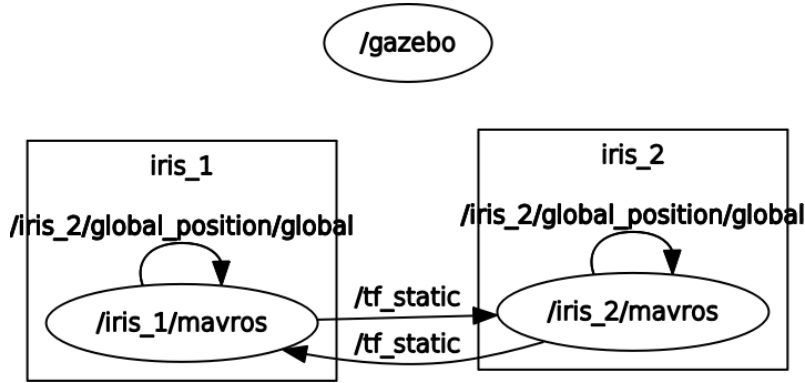 /gazebo
iris_1
iris_2
/iris_2/global_position/global
/iris_2/global_position/global
/tf_static
/iris_1/mavros
/iris_2/mavros
/tf_static